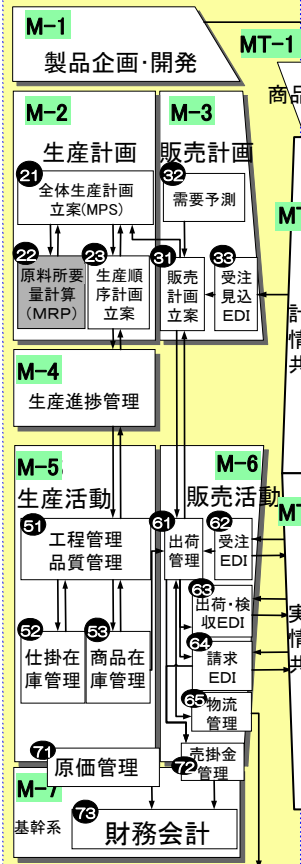 M-1
製品企画・開発
MT-1
商品
M-2
生産計画
M-3
販売計画
21
全体生産計画
立案(MPS)
32
需要予測
22
原料所要
量計算
(MRP)
23
生産順
序計画
立案
31
販売
計画
立案
33
受注
見込
EDI
MT
計
情
共
M-4
生産進捗管理
M-5
生産活動
M-6
販売活動
MT
51
工程管理
品質管理
61
出荷
管理
62
受注
EDI
63
出荷・検
収EDI
52
仕掛在
庫管理
53
商品在
庫管理
64
請求
EDI
実
情
共
65
物流
管理
71
原価管理
72
売掛金
管理
M-7
基幹系
73
財務会計